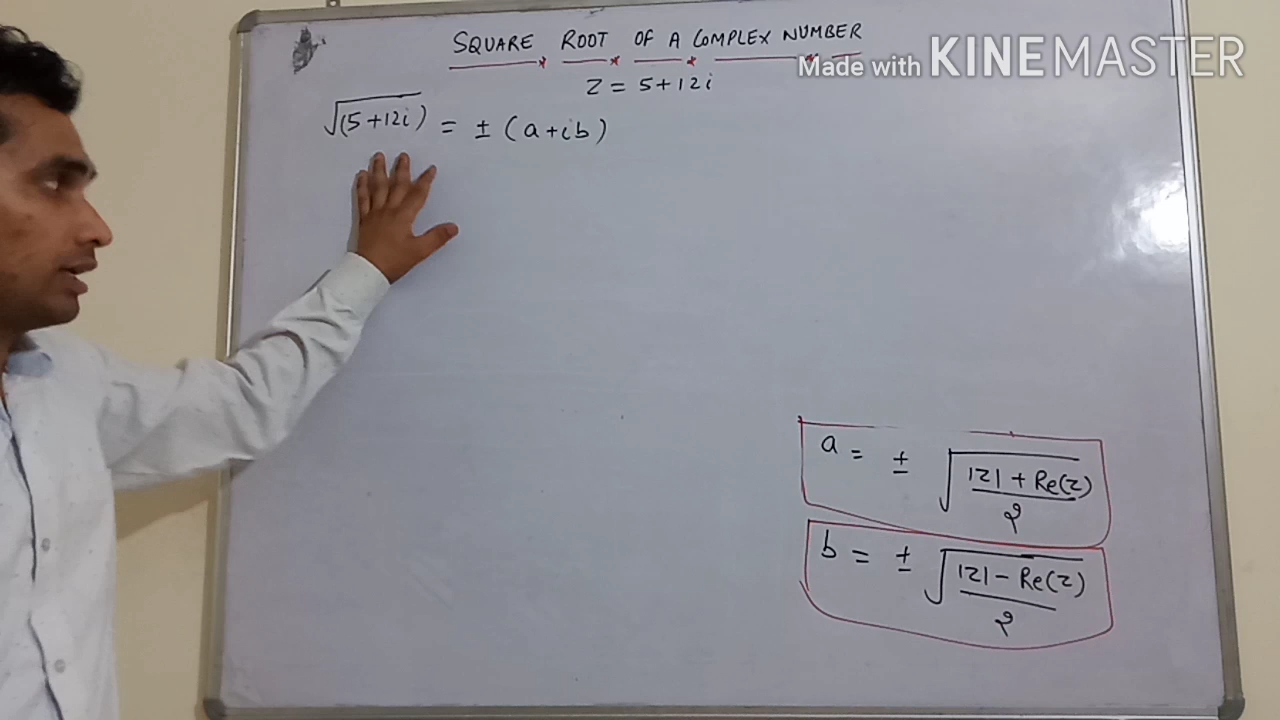 SQUARE ROOT OF A COMPLEX NUMBER
Made with KINEMASTER
Z = 5+12i
√(5+12i) = ± (a+ib)
a = ± √((|z| + Re(z))/2)
b = ± √((|z| - Re(z))/2)